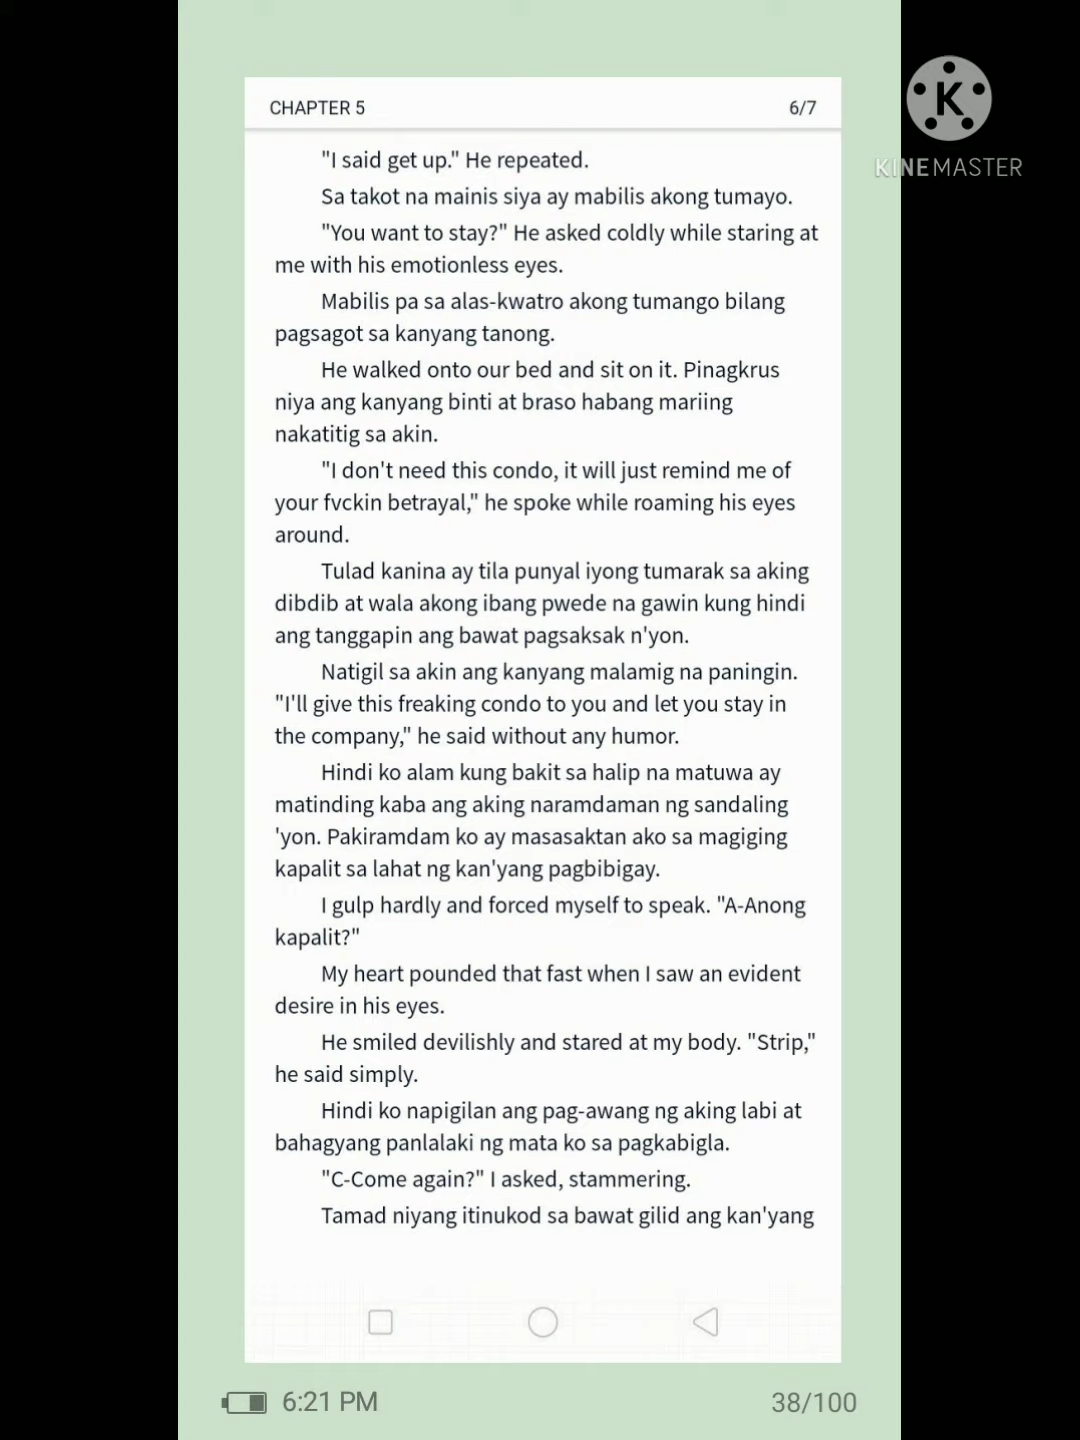 CHAPTER 5
6/7
KINEMASTER
"I said get up." He repeated.
Sa takot na mainis siya ay mabilis akong tumayo.
"You want to stay?" He asked coldly while staring at
me with his emotionless eyes.
Mabilis pa sa alas-kwatro akong tumango bilang
pagsagot sa kanyang tanong.
He walked onto our bed and sit on it. Pinagkrus
niya ang kanyang binti at braso habang mariing
nakatitig sa akin.
"I don't need this condo, it will just remind me of
your fvckin betrayal," he spoke while roaming his eyes
around.
Tulad kanina ay tila punyal iyong tumarak sa aking
dibdib at wala akong ibang pwede na gawin kung hindi
ang tanggapin ang bawat pagsaksak n'yon.
Natigil sa akin ang kanyang malamig na paningin.
"I'll give this freaking condo to you and let you stay in
the company," he said without any humor.
Hindi ko alam kung bakit sa halip na matuwa ay
matinding kaba ang aking naramdaman ng sandaling
'yon. Pakiramdam ko ay masasaktan ako sa magiging
kapalit sa lahat ng kan'yang pagbibigay.
I gulp hardly and forced myself to speak. "A-Anong
kapalit?"
My heart pounded that fast when I saw an evident
desire in his eyes.
He smiled devilishly and stared at my body. "Strip,"
he said simply.
Hindi ko napigilan ang pag-awang ng aking labi at
bahagyang panlalaki ng mata ko sa pagkabigla.
"C-Come again?" I asked, stammering.
Tamad niyang itinukod sa bawat gilid ang kan'yang
6:21 PM
38/100